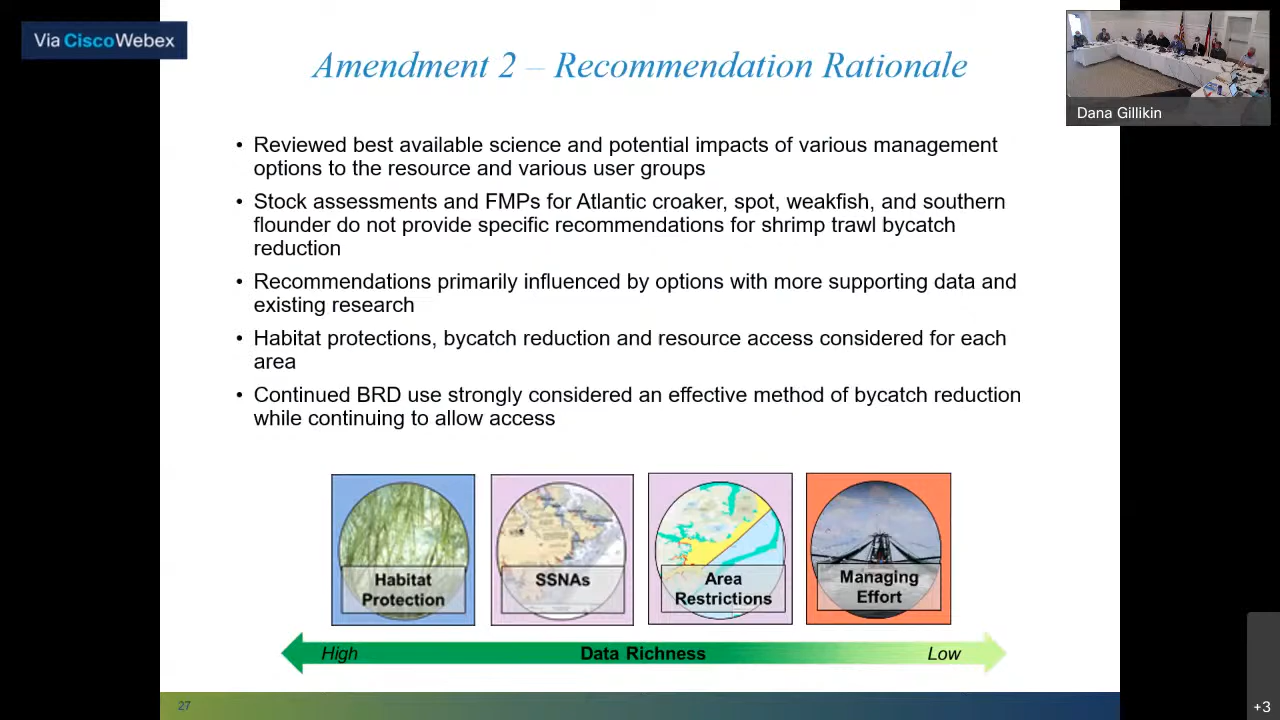 Via CiscoWebex
Amendment 2 – Recommendation Rationale
Dana Gillikin
• Reviewed best available science and potential impacts of various management
options to the resource and various user groups
• Stock assessments and FMPs for Atlantic croaker, spot, weakfish, and southern
flounder do not provide specific recommendations for shrimp trawl bycatch
reduction
• Recommendations primarily influenced by options with more supporting data and
existing research
• Habitat protections, bycatch reduction and resource access considered for each
area
• Continued BRD use strongly considered an effective method of bycatch reduction
while continuing to allow access
Habitat
Protection
SSNAs
Area
Restrictions
Managing
Effort
High
Data Richness
Low
27
+3